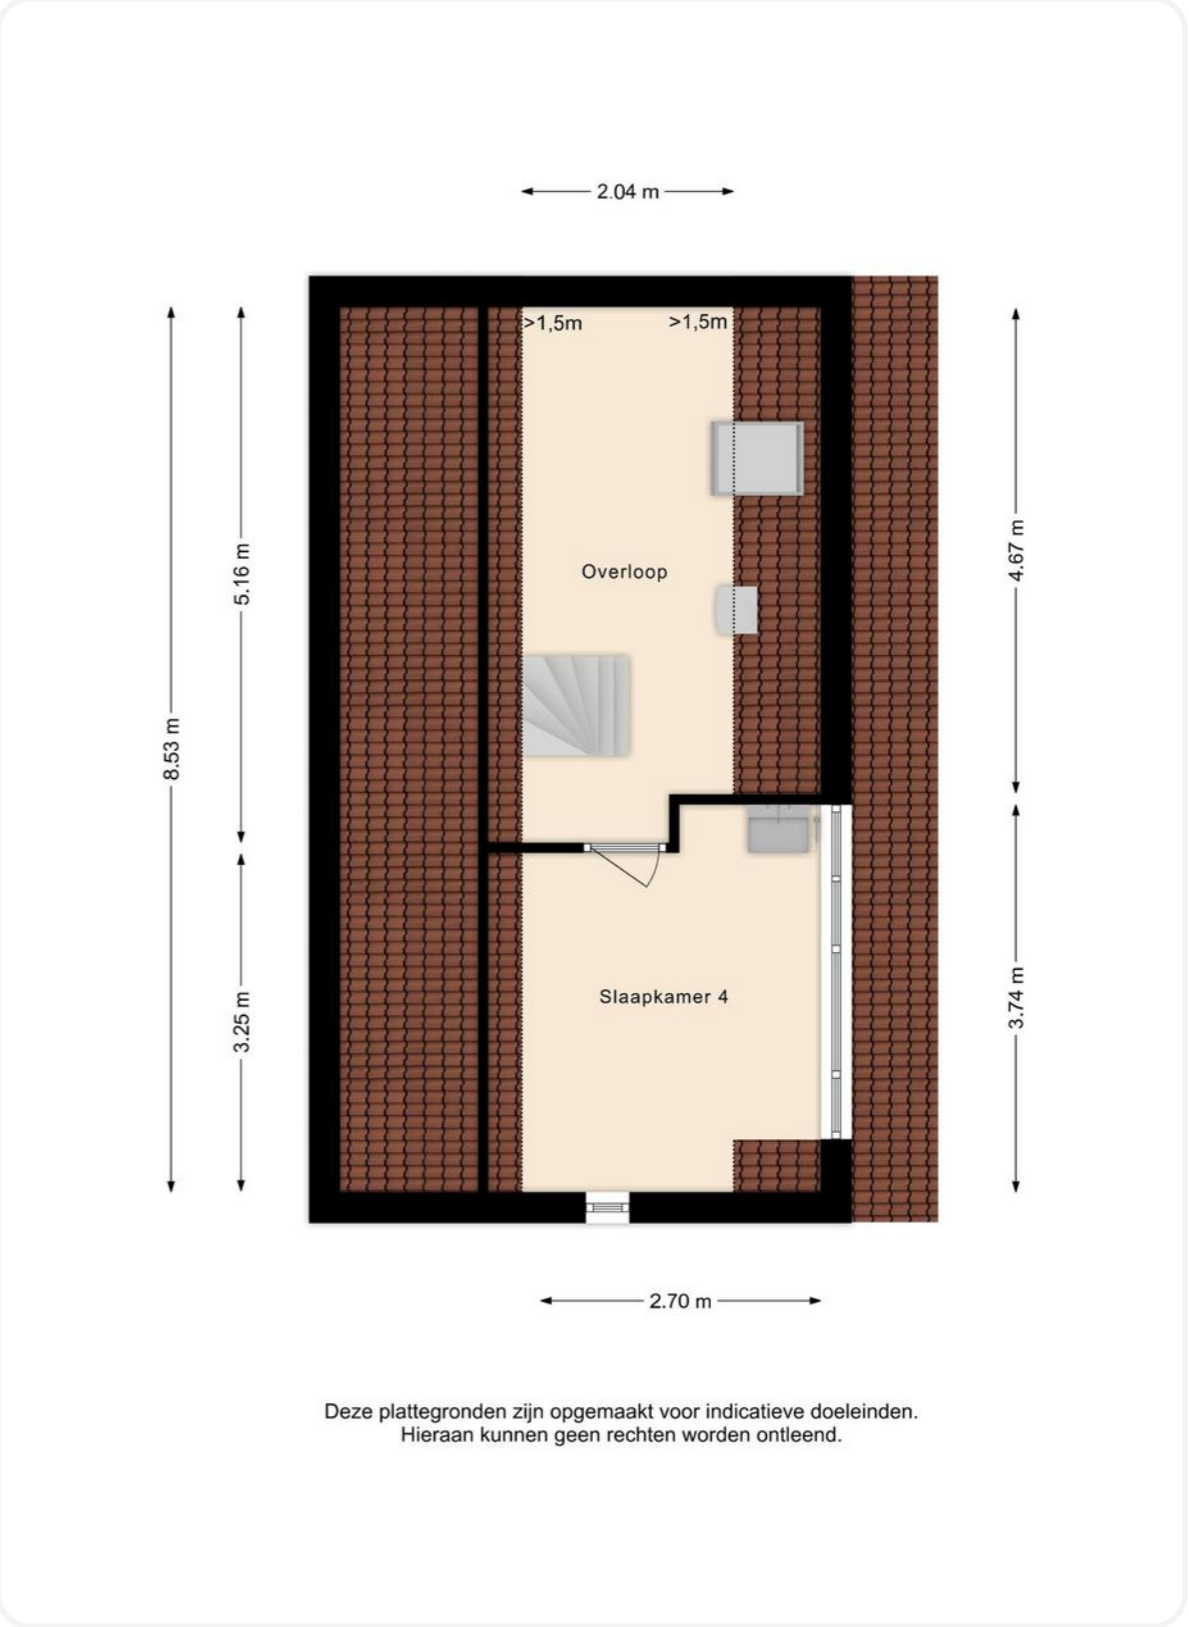 2.04 m
>1,5m >1,5m
5.16 m
4.67 m
Overloop
8.53 m
Slaapkamer 4
3.25 m
3.74 m
2.70 m
Deze plattegronden zijn opgemaakt voor indicatieve doeleinden.
Hieraan kunnen geen rechten worden ontleend.